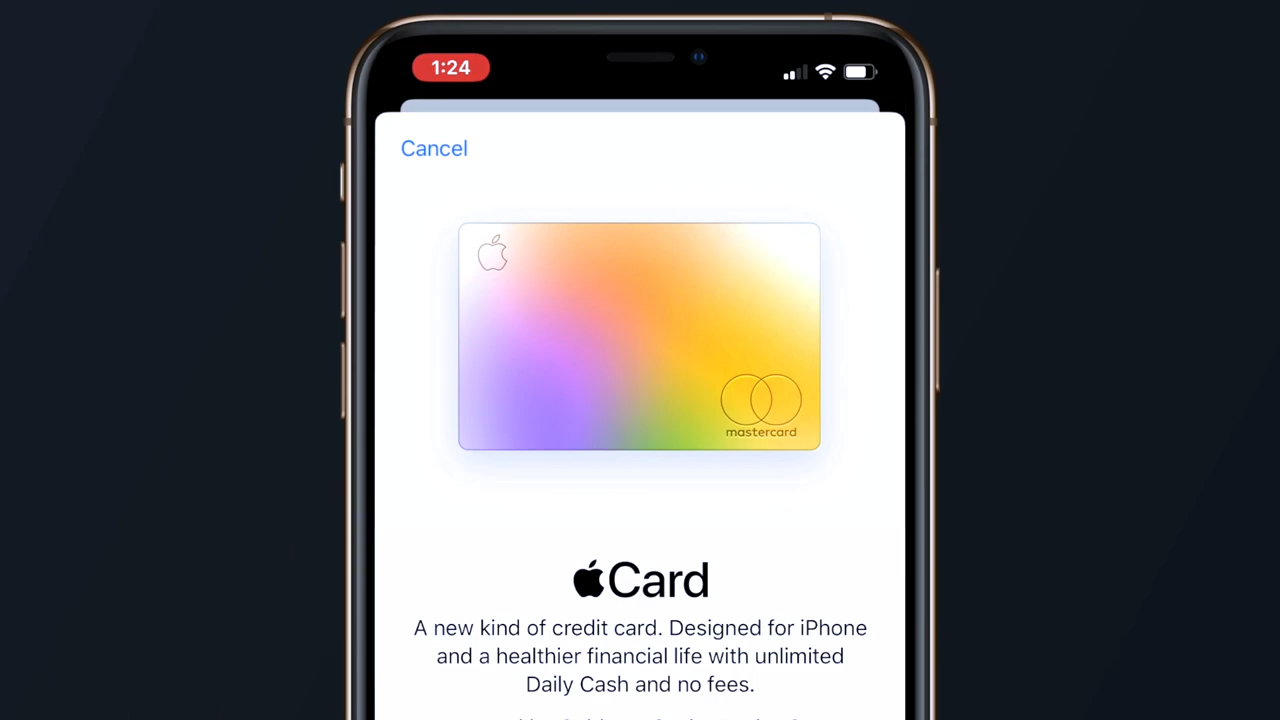 1:24
Cancel
mastercard
Card
A new kind of credit card. Designed for iPhone
and a healthier financial life with unlimited
Daily Cash and no fees.